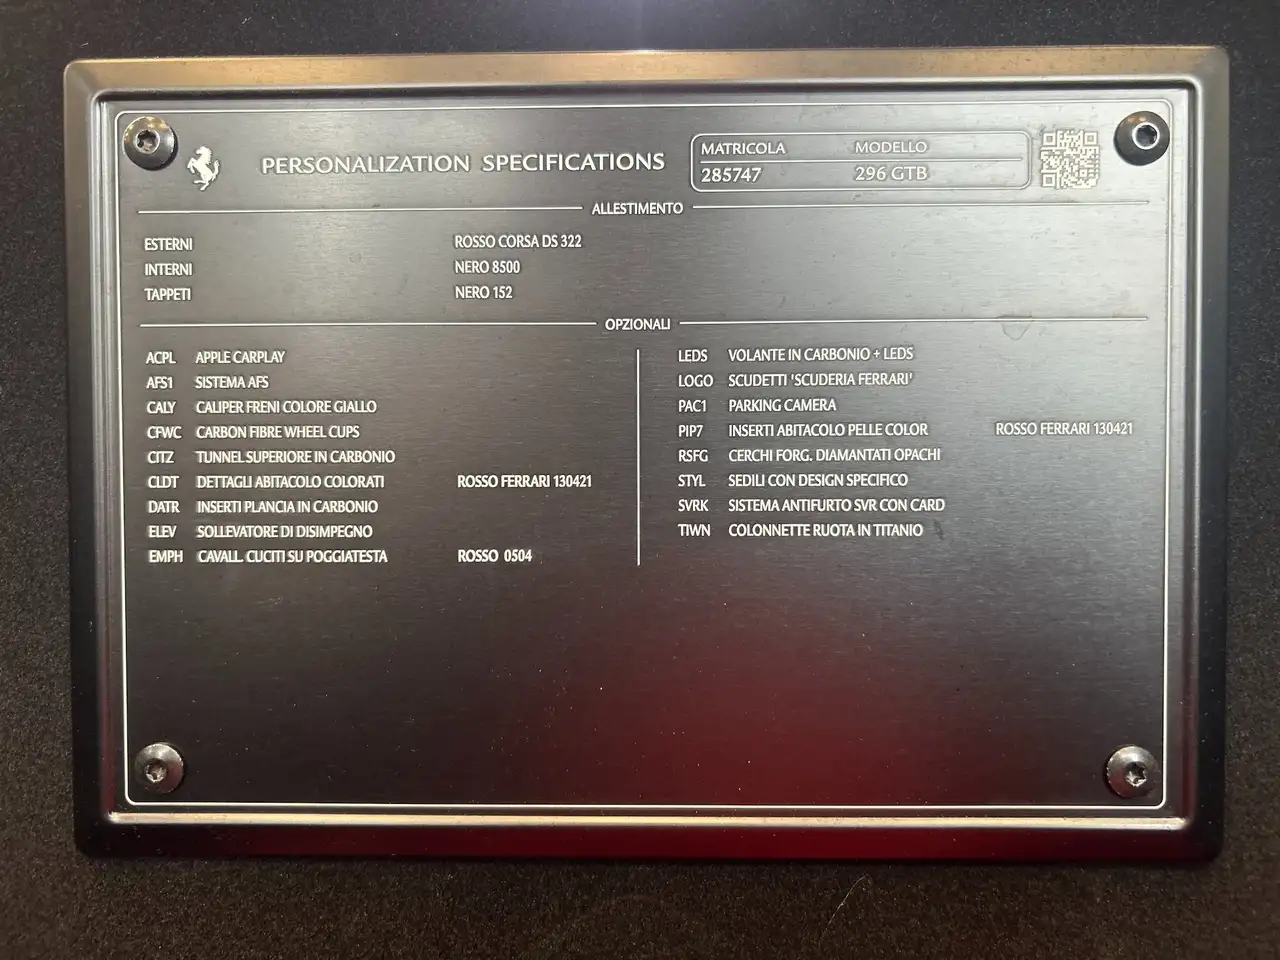 PERSONALIZATION SPECIFICATIONS
MATRICOLA MODELLO
285747 296 GTB
ALLESTIMENTO
ESTERNI ROSSO CORSA DS 322
INTERNI NERO 8500
TAPPETI NERO 152
OPZIONALI
ACPL APPLE CARPLAY
AFS1 SISTEMA AFS
CALY CALIPER FRENI COLORE GIALLO
CFWC CARBON FIBRE WHEEL CUPS
CITZ TUNNEL SUPERIORE IN CARBONIO
CLDT DETTAGLI ABITACOLO COLORATI ROSSO FERRARI 130421
DATR INSERTI PLANCIA IN CARBONIO
ELEV SOLLEVATORE DI DISIMPEGNO
EMPH CAVALL. CUCITI SU POGGIATESTA ROSSO 0504
LEDS VOLANTE IN CARBONIO + LEDS
LOGO SCUDETTI 'SCUDERIA FERRARI'
PAC1 PARKING CAMERA
PIP7 INSERTI ABITACOLO PELLE COLOR ROSSO FERRARI 130421
RSFG CERCHI FORG. DIAMANTATI OPACHI
STYL SEDILI CON DESIGN SPECIFICO
SVRK SISTEMA ANTIFURTO SVR CON CARD
TIWN COLONNETTE RUOTA IN TITANIO